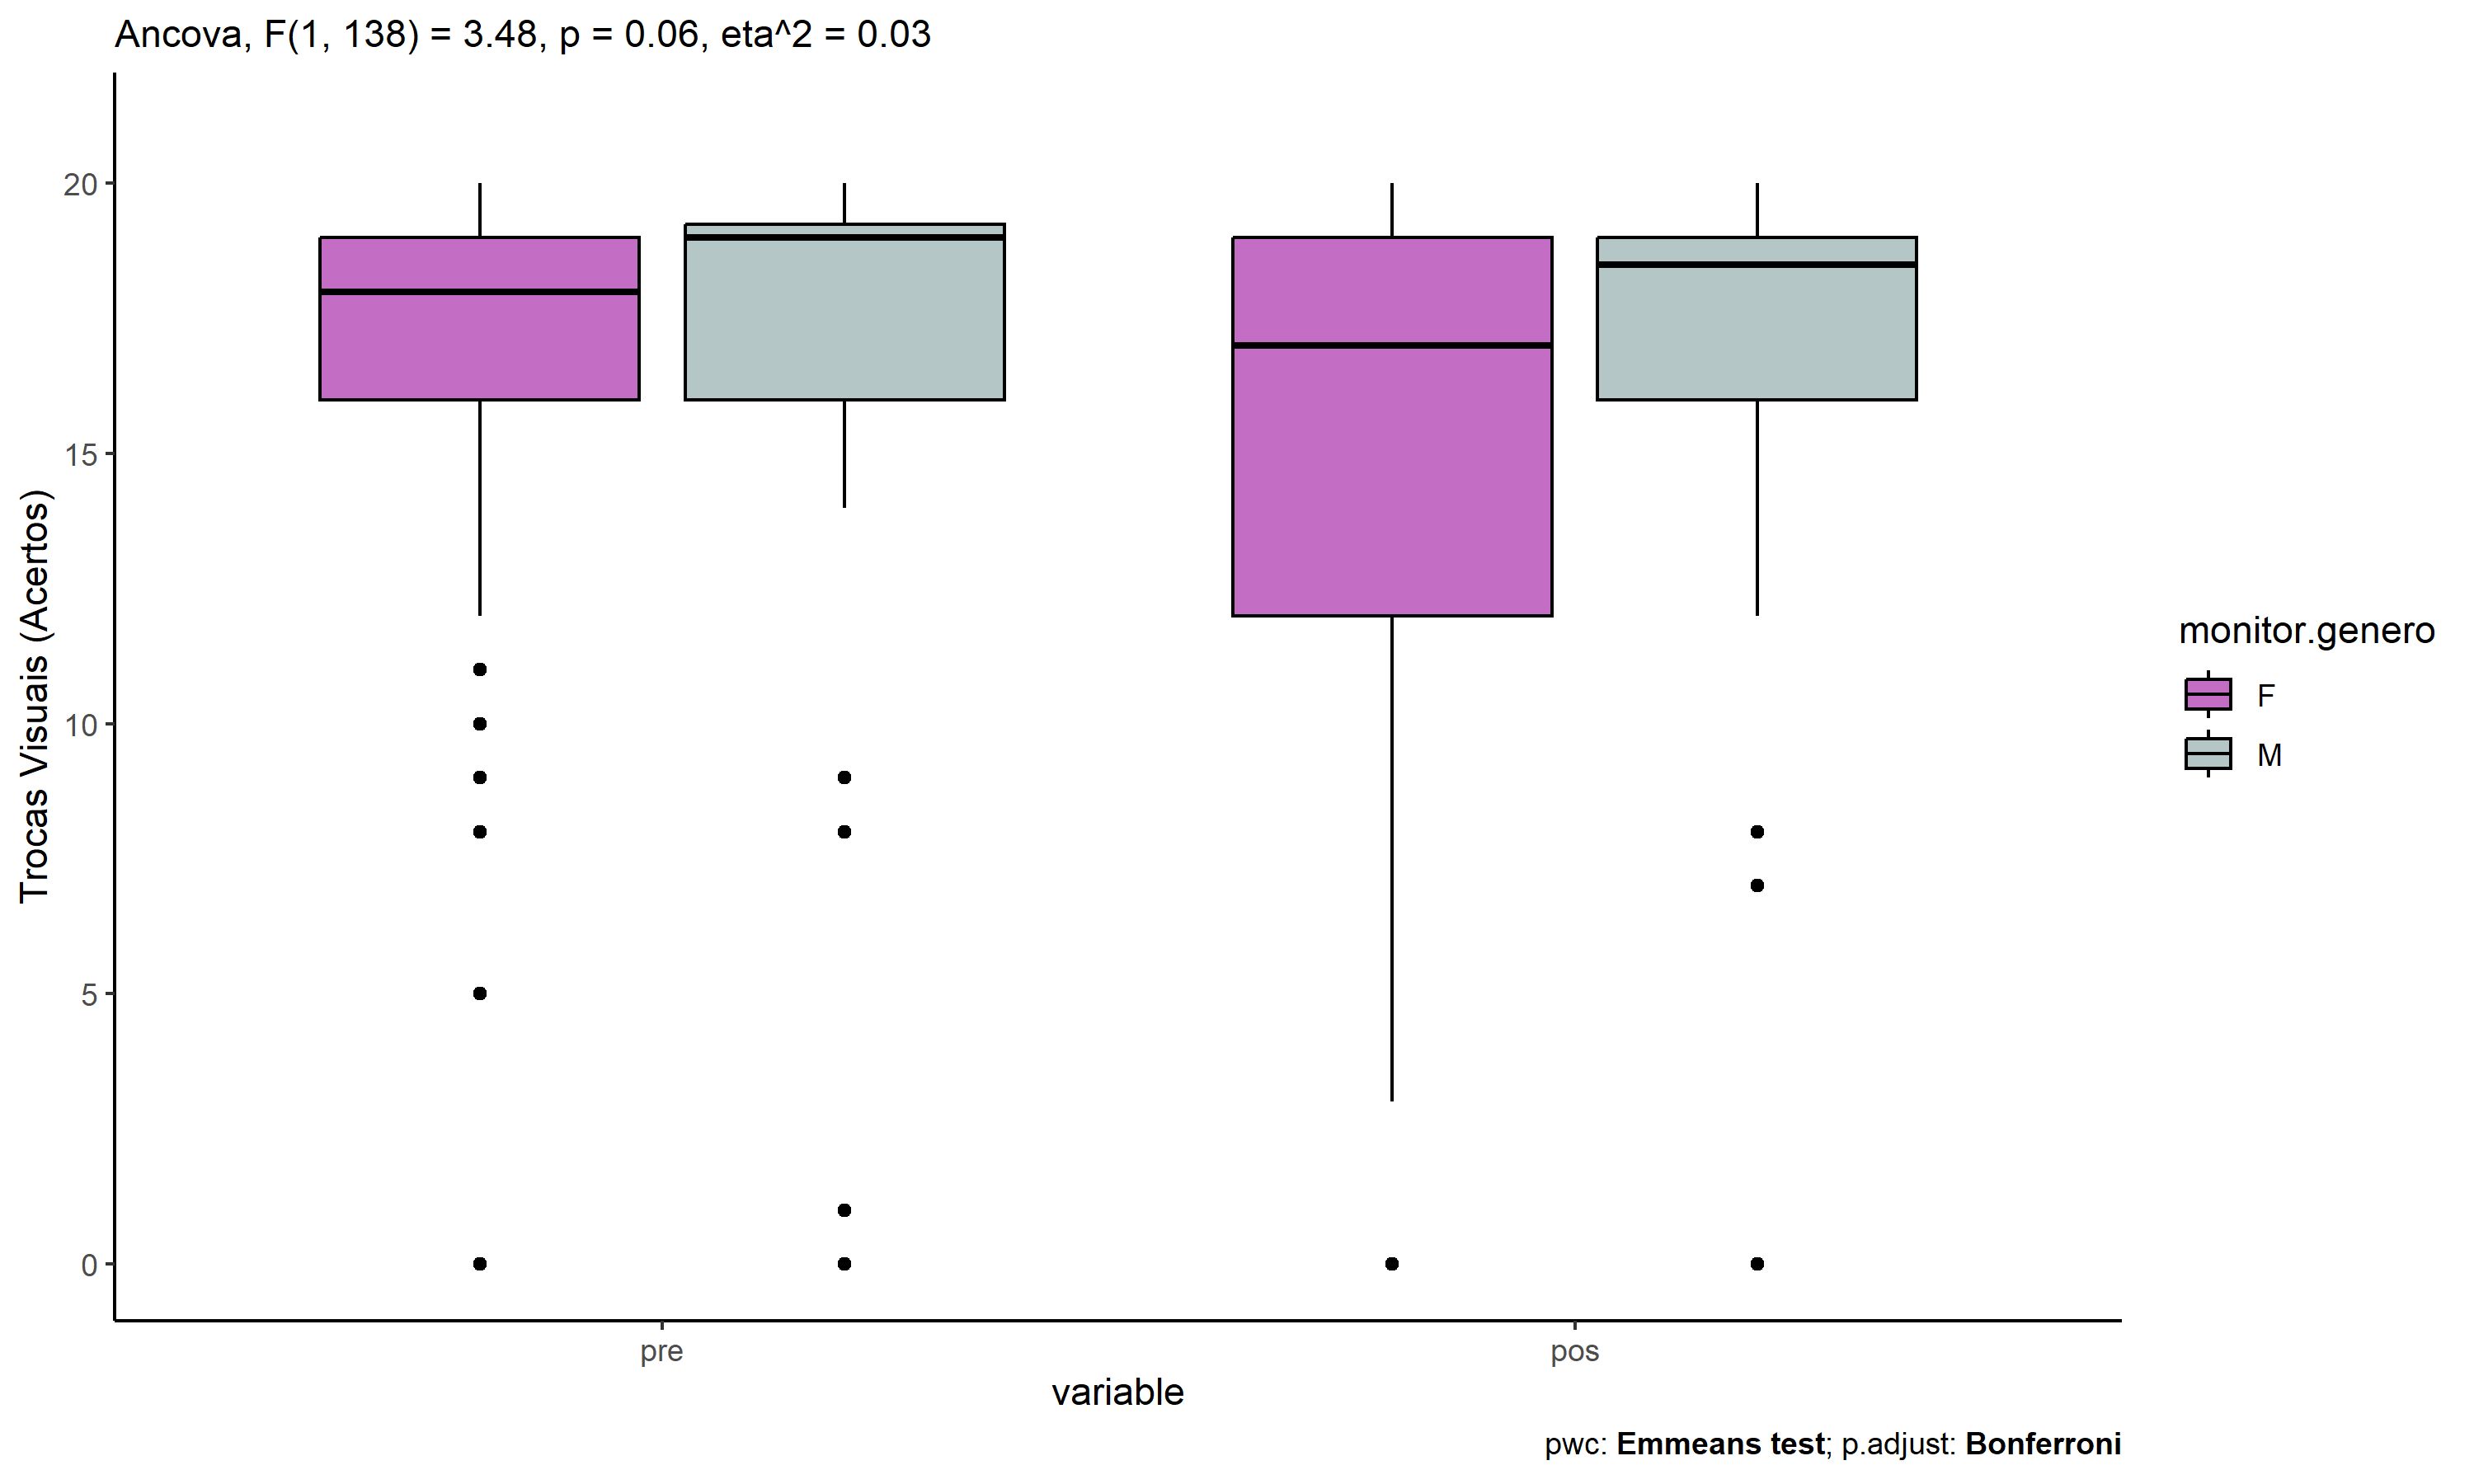 Ancova, F(1, 138) = 3.48, p = 0.06, eta^2 = 0.03
Trocas Visuais (Acertos)
20
15
10
5
0
pre
pos
variable
monitor.genero
F
M
pwc: Emmeans test; p.adjust: Bonferroni